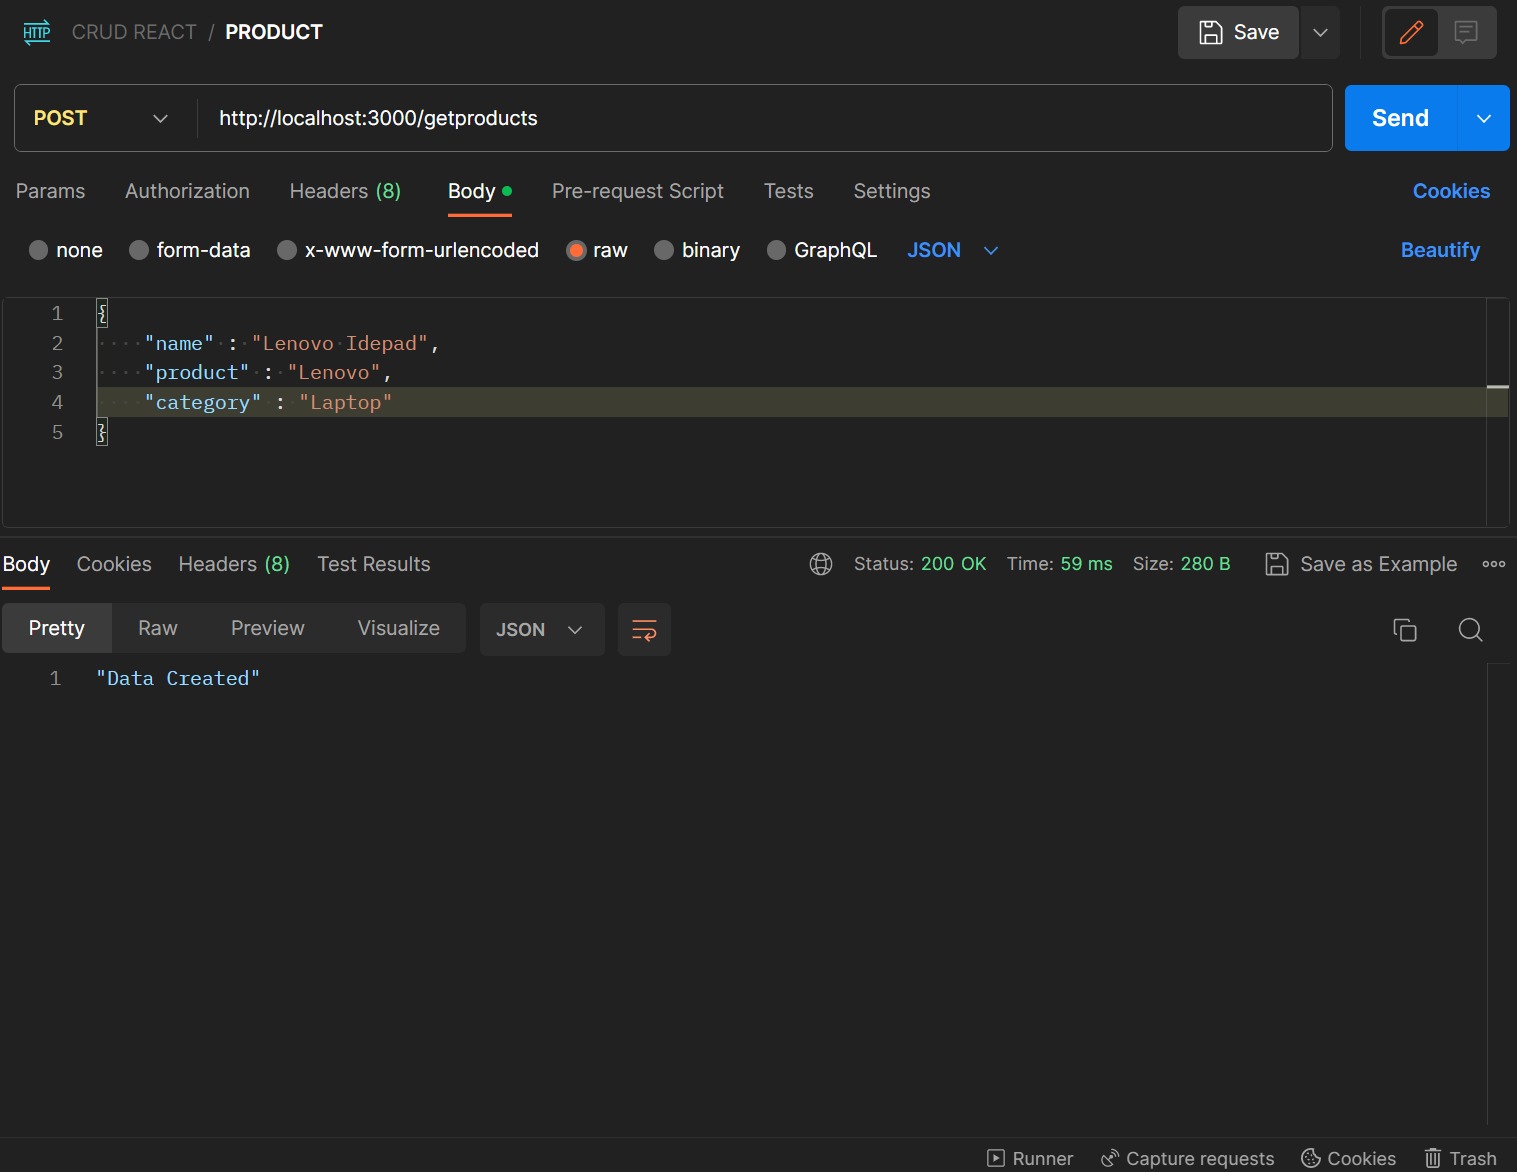 HTTP CRUD REACT / PRODUCT Save
POST http://localhost:3000/getproducts Send
Params Authorization Headers (8) Body Pre-request Script Tests Settings Cookies
none form-data x-www-form-urlencoded raw binary GraphQL JSON Beautify
1 {
2 "name" : "Lenovo Idepad",
3 "product" : "Lenovo",
4 "category" : "Laptop"
5 }
Body Cookies Headers (8) Test Results Status: 200 OK Time: 59 ms Size: 280 B Save as Example
Pretty Raw Preview Visualize JSON
1 "Data Created"
Runner Capture requests Cookies Trash